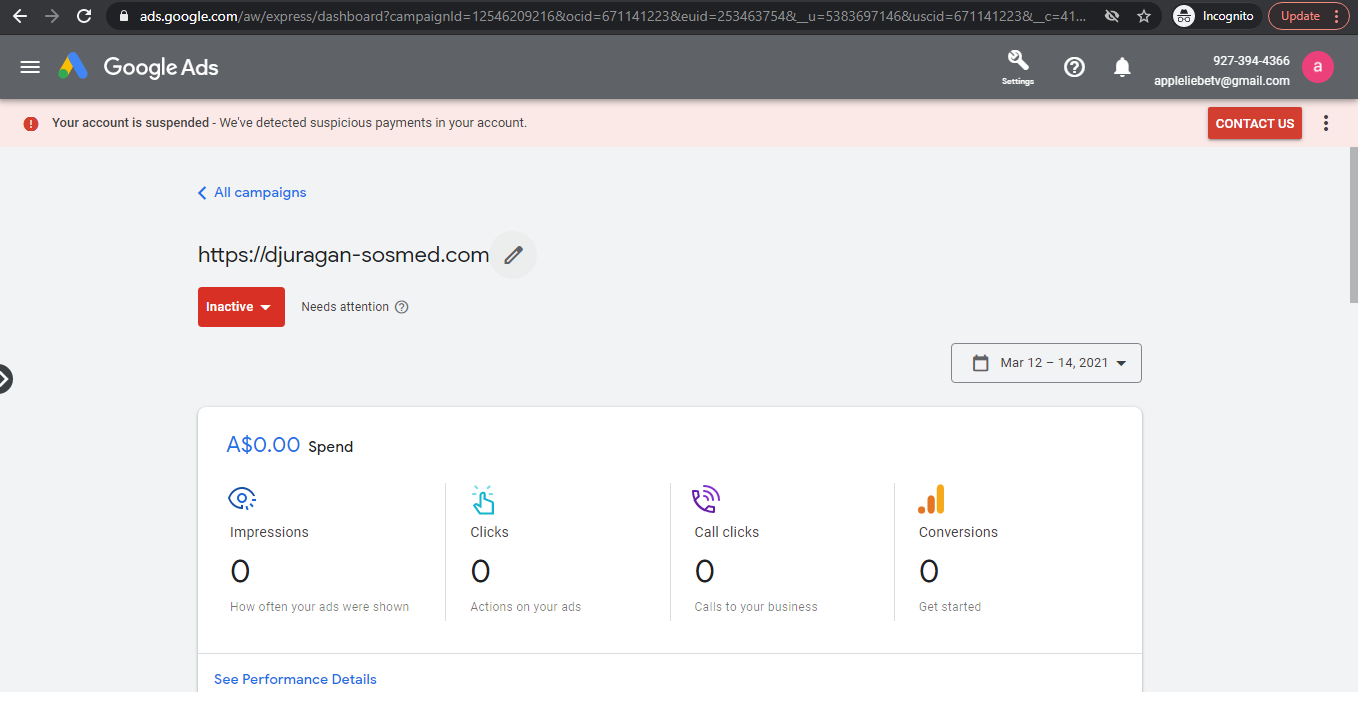 ads.google.com/aw/express/dashboard?campaignId=12546209216&ocid=671141223&euid=253463754&__u=5383697146&uscid=671141223&__c=41... Incognito Update
Google Ads
Settings
927-394-4366
appleliebetv@gmail.com
a
Your account is suspended - We've detected suspicious payments in your account.
CONTACT US
All campaigns
https://djuragan-sosmed.com
Inactive Needs attention
Mar 12 – 14, 2021
A$0.00 Spend
Impressions Clicks Call clicks Conversions
0 0 0 0
How often your ads were shown Actions on your ads Calls to your business Get started
See Performance Details